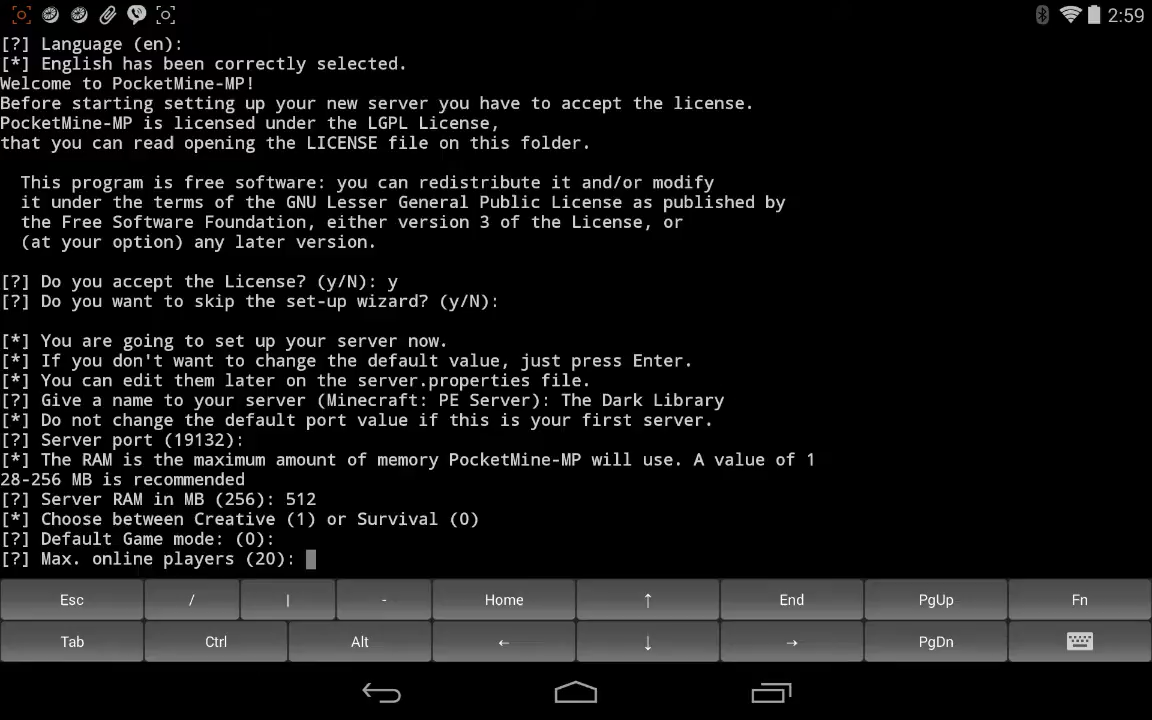 2:59
[?] Language (en):
[*] English has been correctly selected.
Welcome to PocketMine-MP!
Before starting setting up your new server you have to accept the license.
PocketMine-MP is licensed under the LGPL License,
that you can read opening the LICENSE file on this folder.
This program is free software: you can redistribute it and/or modify
it under the terms of the GNU Lesser General Public License as published by
the Free Software Foundation, either version 3 of the License, or
(at your option) any later version.
[?] Do you accept the License? (y/N): y
[?] Do you want to skip the set-up wizard? (y/N):
[*] You are going to set up your server now.
[*] If you don't want to change the default value, just press Enter.
[*] You can edit them later on the server.properties file.
[?] Give a name to your server (Minecraft: PE Server): The Dark Library
[*] Do not change the default port value if this is your first server.
[?] Server port (19132):
[*] The RAM is the maximum amount of memory PocketMine-MP will use. A value of 1
28-256 MB is recommended
[?] Server RAM in MB (256): 512
[*] Choose between Creative (1) or Survival (0)
[?] Default Game mode: (0):
[?] Max. online players (20):
Esc / | - Home ↑ End PgUp Fn
Tab Ctrl Alt ← ↓ → PgDn